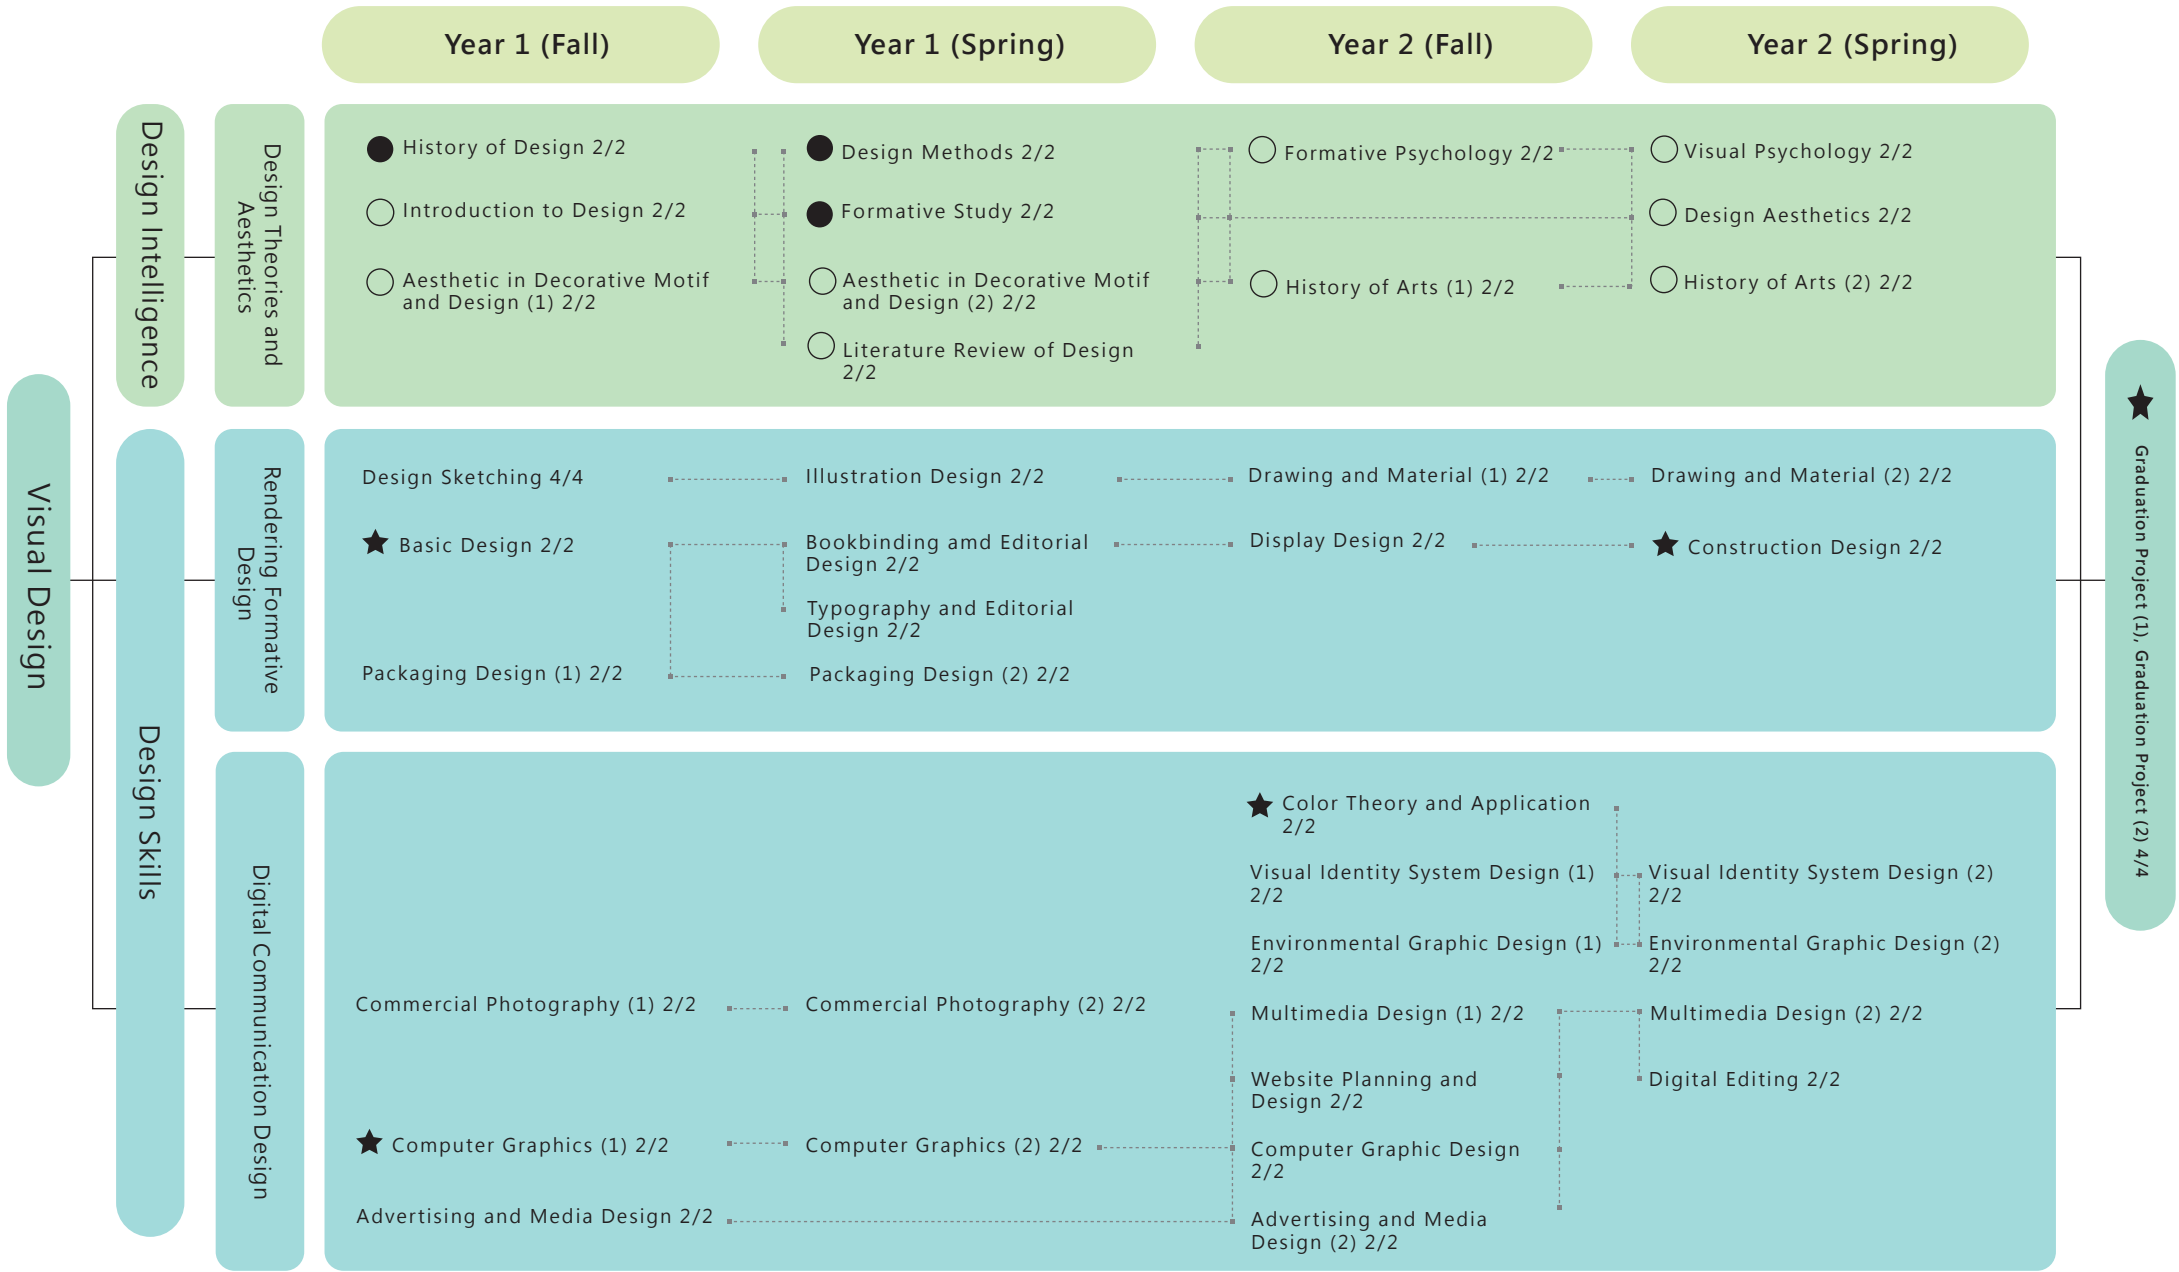 Year 1 (Fall)
Year 1 (Spring)
Year 2 (Fall)
Year 2 (Spring)
Visual Design
Design Intelligence
Design Theories and
Aesthetics
History of Design 2/2
Introduction to Design 2/2
Aesthetic in Decorative Motif
and Design (1) 2/2
Design Methods 2/2
Formative Study 2/2
Aesthetic in Decorative Motif
and Design (2) 2/2
Literature Review of Design
2/2
Formative Psychology 2/2
History of Arts (1) 2/2
Visual Psychology 2/2
Design Aesthetics 2/2
History of Arts (2) 2/2
Design Skills
Rendering Formative
Design
Design Sketching 4/4
Basic Design 2/2
Packaging Design (1) 2/2
Illustration Design 2/2
Bookbinding amd Editorial
Design 2/2
Typography and Editorial
Design 2/2
Packaging Design (2) 2/2
Drawing and Material (1) 2/2
Display Design 2/2
Drawing and Material (2) 2/2
Construction Design 2/2
Digital Communication Design
Commercial Photography (1) 2/2
Computer Graphics (1) 2/2
Advertising and Media Design 2/2
Commercial Photography (2) 2/2
Computer Graphics (2) 2/2
Color Theory and Application
2/2
Visual Identity System Design (1)
2/2
Environmental Graphic Design (1)
2/2
Multimedia Design (1) 2/2
Website Planning and
Design 2/2
Computer Graphic Design
2/2
Advertising and Media
Design (2) 2/2
Visual Identity System Design (2)
2/2
Environmental Graphic Design (2)
2/2
Multimedia Design (2) 2/2
Digital Editing 2/2
Graduation Project (1), Graduation Project (2) 4/4